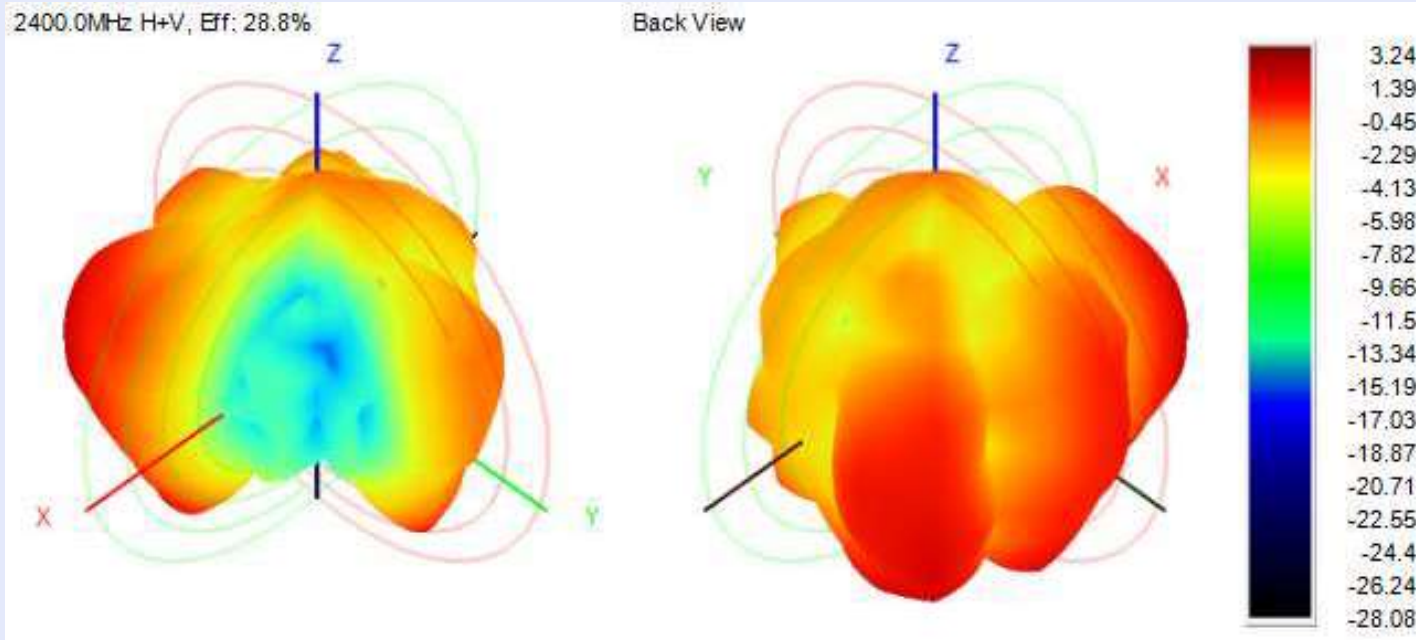 2400.0MHz H+V, Eff: 28.8%
Back View
Z
X
Y
Z
Y
X
3.24
1.39
-0.45
-2.29
-4.13
-5.98
-7.82
-9.66
-11.5
-13.34
-15.19
-17.03
-18.87
-20.71
-22.55
-24.4
-26.24
-28.08